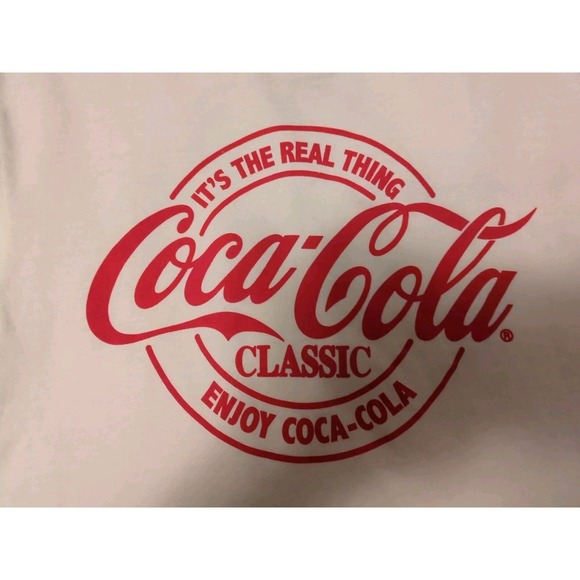 IT'S THE REAL THING
Coca-Cola
®
CLASSIC
ENJOY COCA-COLA